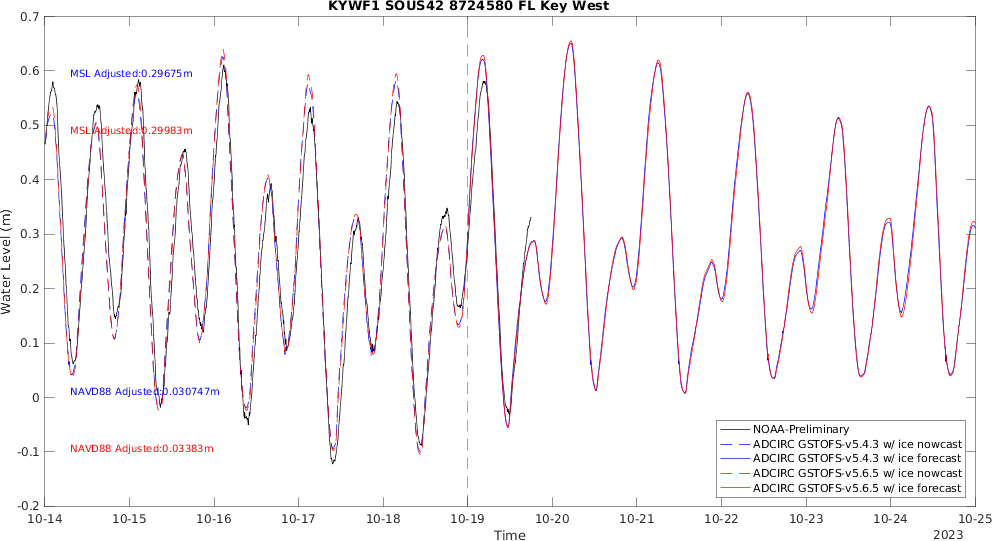 KYWF1 SOUS42 8724580 FL Key West
0.7
0.6
0.5
0.4
0.3
0.2
0.1
0
-0.1
-0.2
Water Level (m)
MSL Adjusted:0.29675m
MSL Adjusted:0.29983m
NAVD88 Adjusted:0.030747m
NAVD88 Adjusted:0.03383m
NOAA-Preliminary
ADCIRC GSTOFS-v5.4.3 w/ ice nowcast
ADCIRC GSTOFS-v5.4.3 w/ ice forecast
ADCIRC GSTOFS-v5.6.5 w/ ice nowcast
ADCIRC GSTOFS-v5.6.5 w/ ice forecast
10-14 10-15 10-16 10-17 10-18 10-19 10-20 10-21 10-22 10-23 10-24 10-25
Time
2023